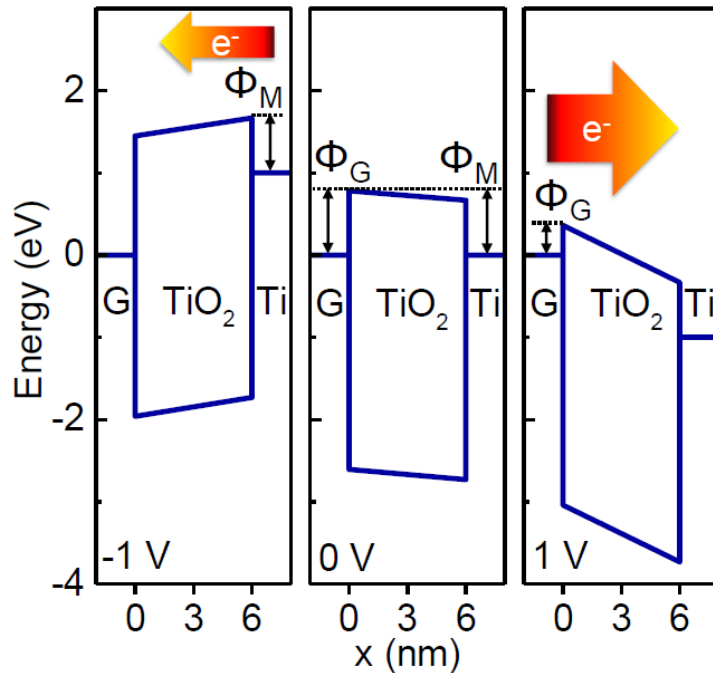 e-
Φ_M
Φ_G
Φ_M
e-
Φ_G
Energy (eV)
2
0
-2
-4
G
TiO₂
Ti
G
TiO₂
Ti
G
TiO₂
Ti
-1 V
0 V
1 V
0 3 6
0 3 6
0 3 6
x (nm)